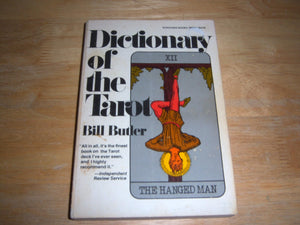 Dictionary
of the
Tarot
Bill Butler
"All in all, it's the finest
book on the Tarot
deck I've ever seen,
and I highly
recommend it."
—Independent
Review Service
XII
THE HANGED MAN